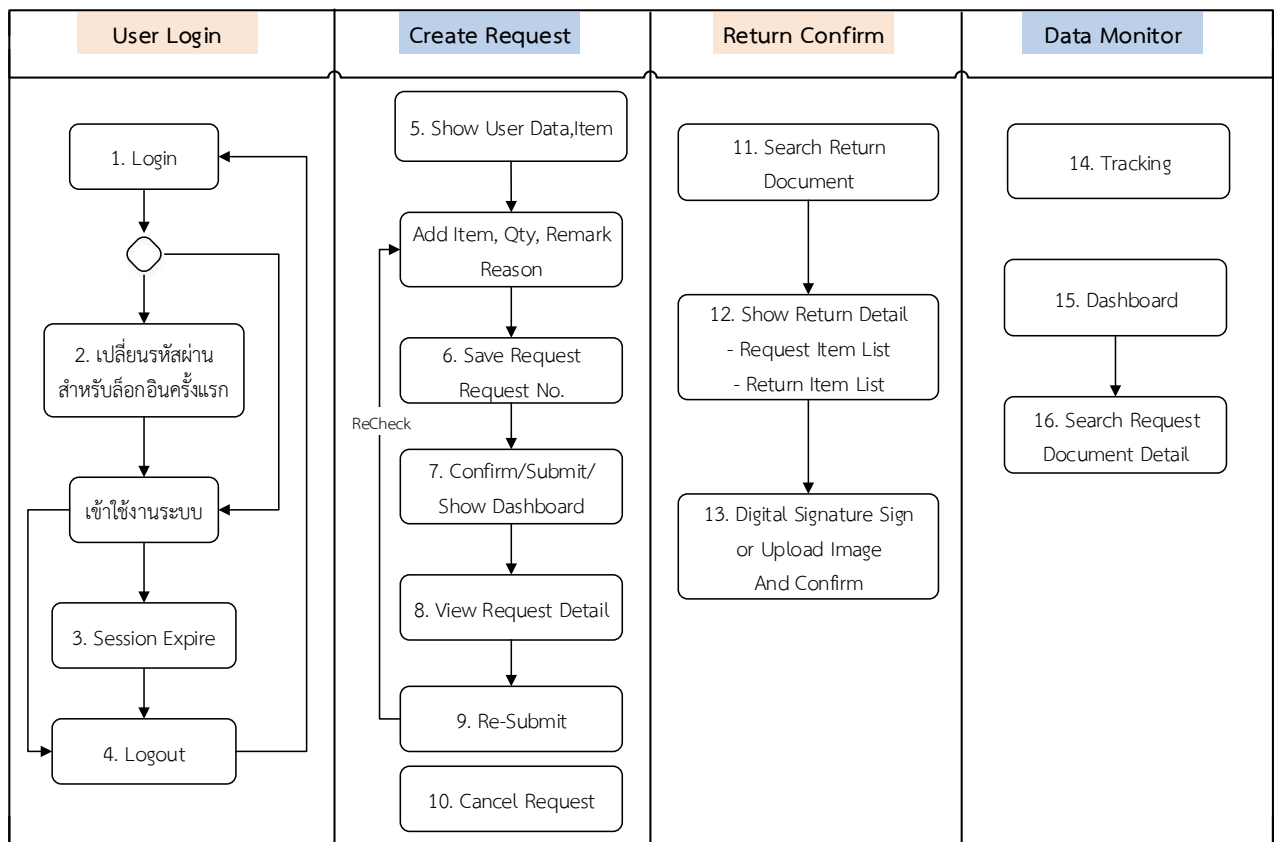 User Login
Create Request
Return Confirm
Data Monitor
1. Login
2. เปลี่ยนรหัสผ่าน
สำหรับล็อกอินครั้งแรก
เข้าใช้งานระบบ
3. Session Expire
4. Logout
5. Show User Data,Item
Add Item, Qty, Remark
Reason
6. Save Request
Request No.
ReCheck
7. Confirm/Submit/
Show Dashboard
8. View Request Detail
9. Re-Submit
10. Cancel Request
11. Search Return
Document
12. Show Return Detail
- Request Item List
- Return Item List
13. Digital Signature Sign
or Upload Image
And Confirm
14. Tracking
15. Dashboard
16. Search Request
Document Detail